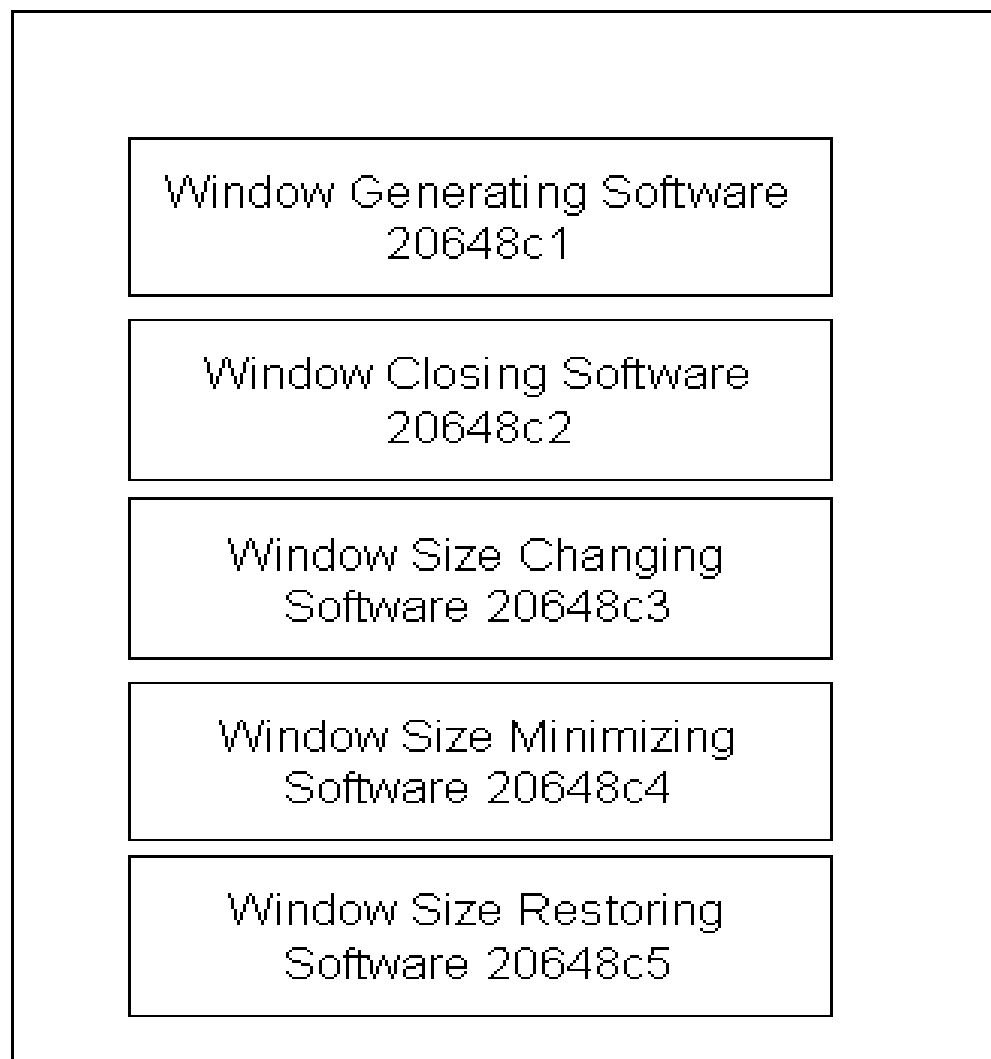 Window Generating Software
20648c1
Window Closing Software
20648c2
Window Size Changing
Software 20648c3
Window Size Minimizing
Software 20648c4
Window Size Restoring
Software 20648c5